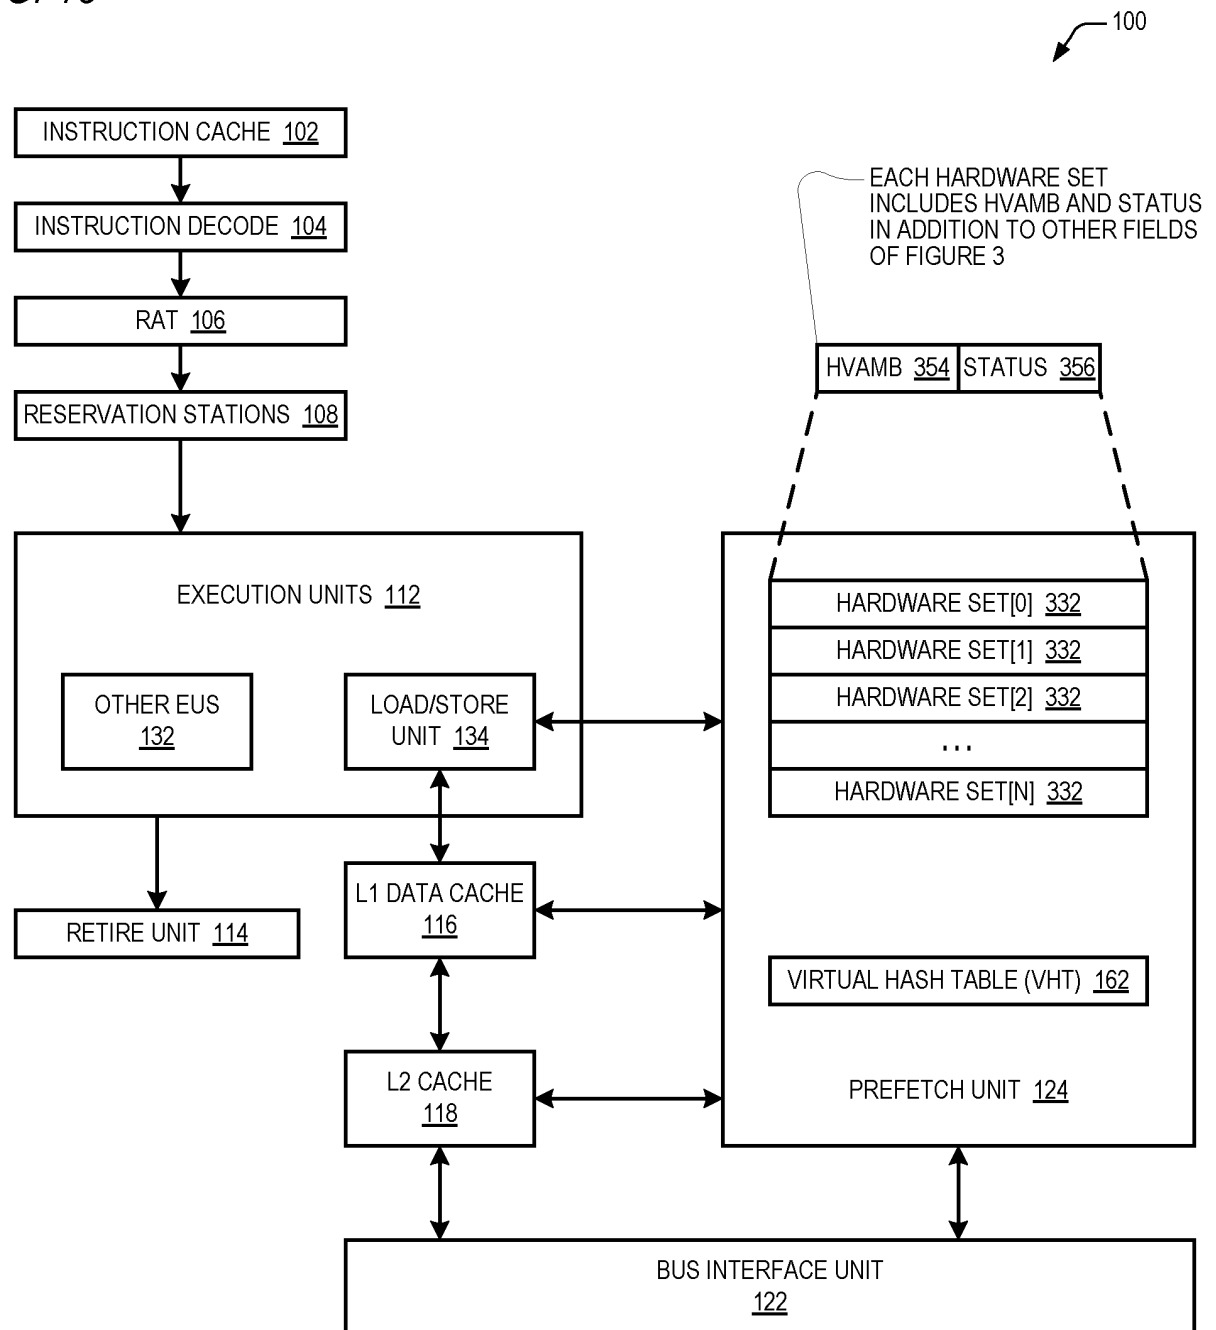 100
INSTRUCTION CACHE 102
EACH HARDWARE SET
INCLUDES HVAMB AND STATUS
IN ADDITION TO OTHER FIELDS
OF FIGURE 3
INSTRUCTION DECODE 104
RAT 106
HVAMB 354
STATUS 356
RESERVATION STATIONS 108
EXECUTION UNITS 112
HARDWARE SET[0] 332
HARDWARE SET[1] 332
HARDWARE SET[2] 332
...
HARDWARE SET[N] 332
OTHER EUS
132
LOAD/STORE
UNIT 134
L1 DATA CACHE
116
RETIRE UNIT 114
VIRTUAL HASH TABLE (VHT) 162
L2 CACHE
118
PREFETCH UNIT 124
BUS INTERFACE UNIT
122